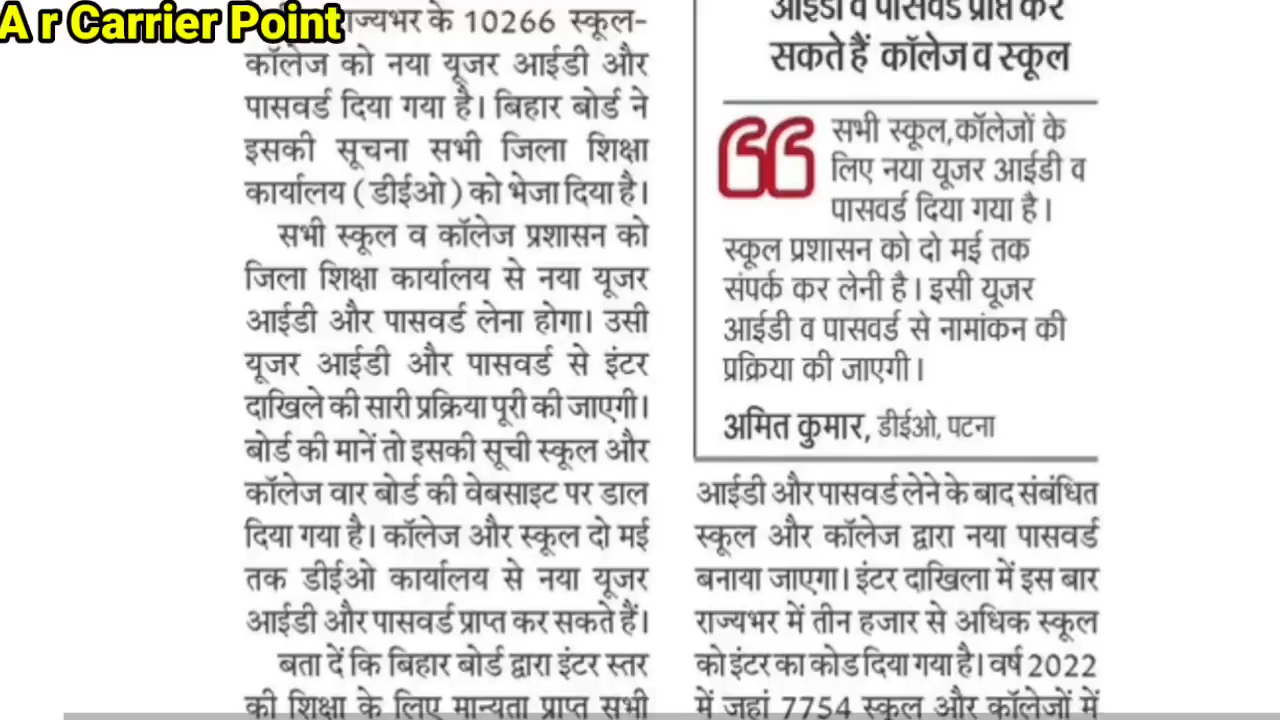 A r Carrier Point
राज्यभर के 10266 स्कूल-
कॉलेज को नया यूजर आईडी और
पासवर्ड दिया गया है। बिहार बोर्ड ने
इसकी सूचना सभी जिला शिक्षा
कार्यालय (डीईओ) को भेजा दिया है।
सभी स्कूल व कॉलेज प्रशासन को
जिला शिक्षा कार्यालय से नया यूजर
आईडी और पासवर्ड लेना होगा। उसी
यूजर आईडी और पासवर्ड से इंटर
दाखिले की सारी प्रक्रिया पूरी की जाएगी।
बोर्ड की मानें तो इसकी सूची स्कूल और
कॉलेज वार बोर्ड की वेबसाइट पर डाल
दिया गया है। कॉलेज और स्कूल दो मई
तक डीईओ कार्यालय से नया यूजर
आईडी और पासवर्ड प्राप्त कर सकते हैं।
बता दें कि बिहार बोर्ड द्वारा इंटर स्तर
की शिक्षा के लिए मान्यता प्राप्त सभी
आईडी व पासवर्ड प्राप्त कर
सकते हैं कॉलेज व स्कूल
सभी स्कूल,कॉलेजों के
लिए नया यूजर आईडी व
पासवर्ड दिया गया है।
स्कूल प्रशासन को दो मई तक
संपर्क कर लेनी है। इसी यूजर
आईडी व पासवर्ड से नामांकन की
प्रक्रिया की जाएगी।
अमित कुमार, डीईओ, पटना
आईडी और पासवर्ड लेने के बाद संबंधित
स्कूल और कॉलेज द्वारा नया पासवर्ड
बनाया जाएगा। इंटर दाखिला में इस बार
राज्यभर में तीन हजार से अधिक स्कूल
को इंटर का कोड दिया गया है। वर्ष 2022
में जहां 7754 स्कूल और कॉलेजों में